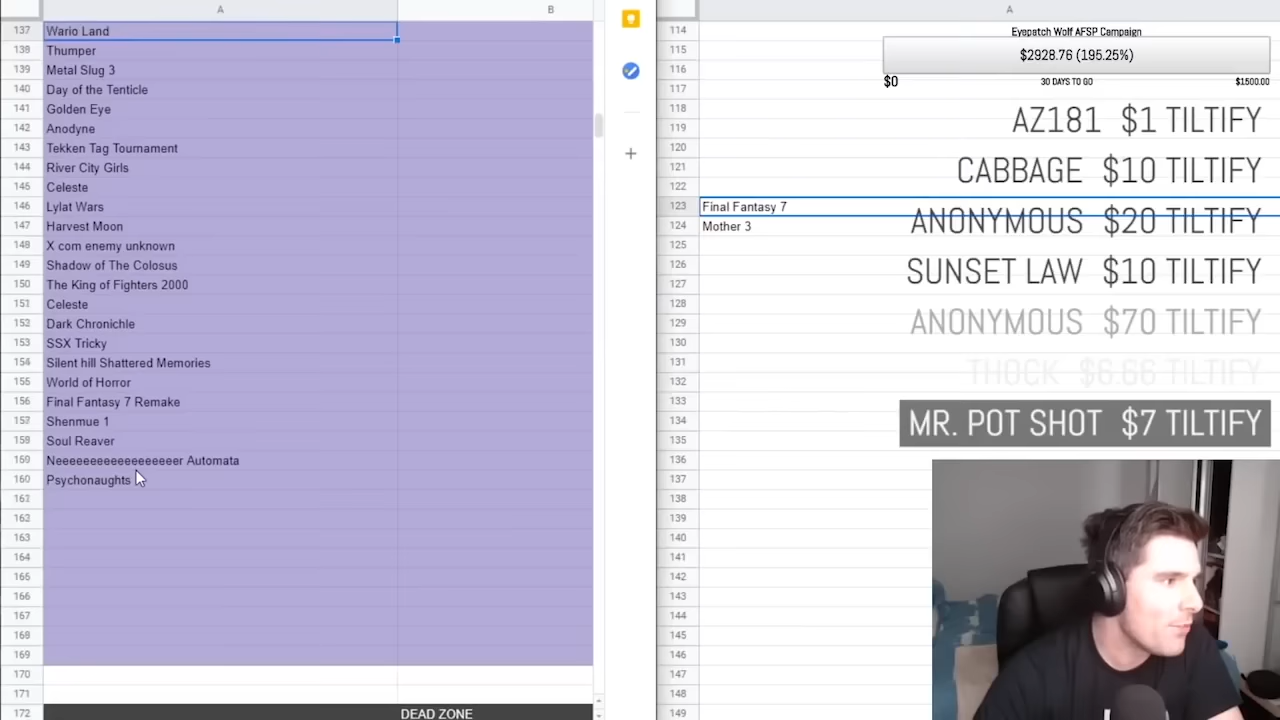 A
B
137 Wario Land
138 Thumper
139 Metal Slug 3
140 Day of the Tenticle
141 Golden Eye
142 Anodyne
143 Tekken Tag Tournament
144 River City Girls
145 Celeste
146 Lylat Wars
147 Harvest Moon
148 X com enemy unknown
149 Shadow of The Colosus
150 The King of Fighters 2000
151 Celeste
152 Dark Chronichle
153 SSX Tricky
154 Silent hill Shattered Memories
155 World of Horror
156 Final Fantasy 7 Remake
157 Shenmue 1
158 Soul Reaver
159 Neeeeeeeeeeeeeeeeeer Automata
160 Psychonaughts
161
162
163
164
165
166
167
168
169
170
171
172 DEAD ZONE
A
114
115
116
117
118
119
120
121
122
123 Final Fantasy 7
124 Mother 3
125
126
127
128
129
130
131
132
133
134
135
136
137
138
139
140
141
142
143
144
145
146
147
148
149
Eyepatch Wolf AFSP Campaign
$2928.76 (195.25%)
$0 30 DAYS TO GO $1500.00
AZ181 $1 TILTIFY
CABBAGE $10 TILTIFY
ANONYMOUS $20 TILTIFY
SUNSET LAW $10 TILTIFY
ANONYMOUS $70 TILTIFY
THOCK $6.66 TILTIFY
MR. POT SHOT $7 TILTIFY